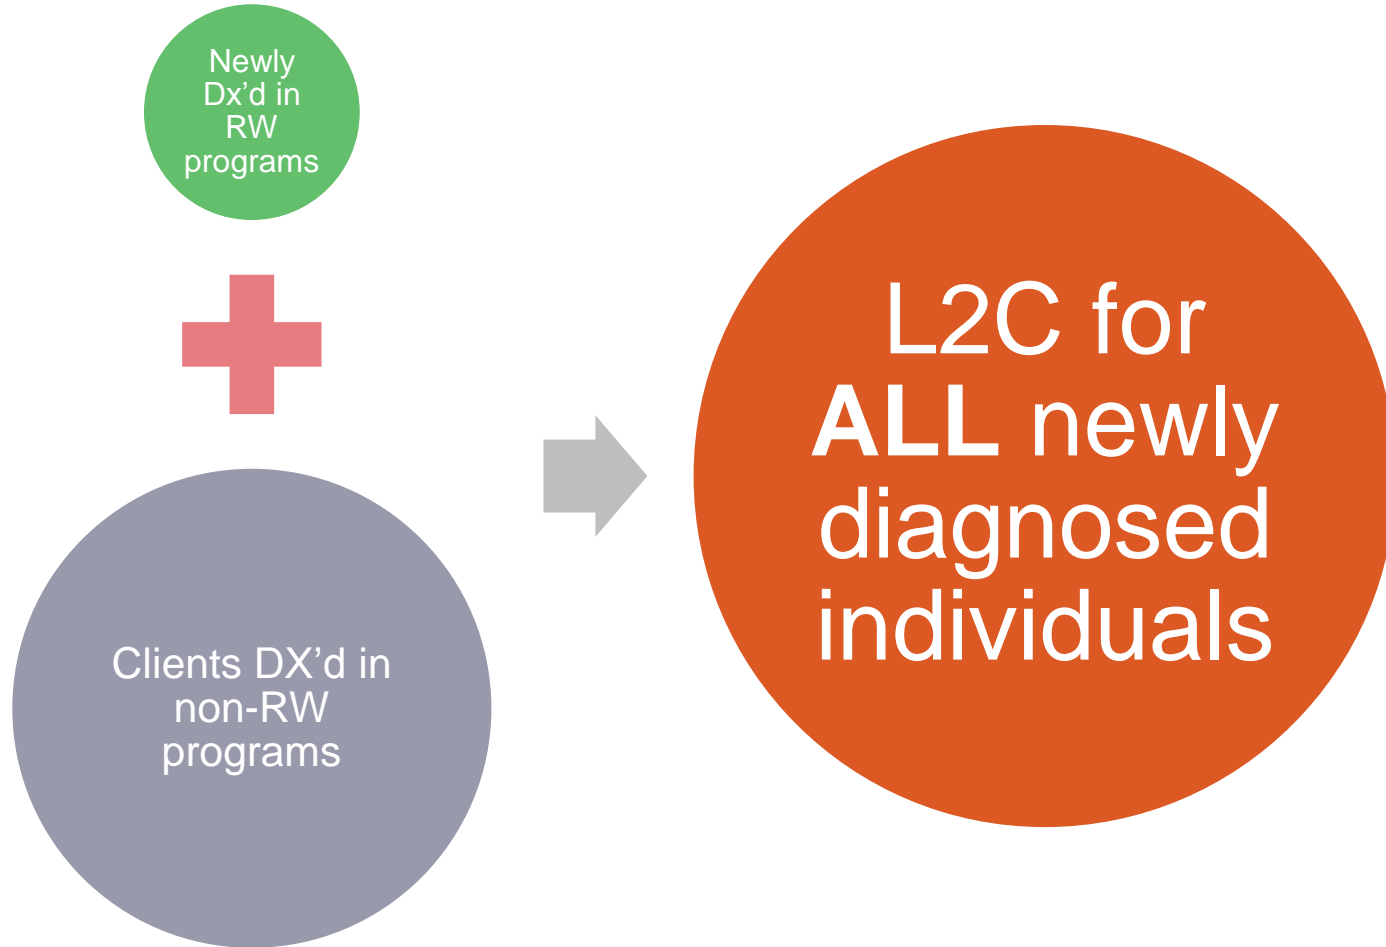 Newly
Dx’d in
RW
programs
Clients DX’d in
non-RW
programs
L2C for
ALL newly
diagnosed
individuals